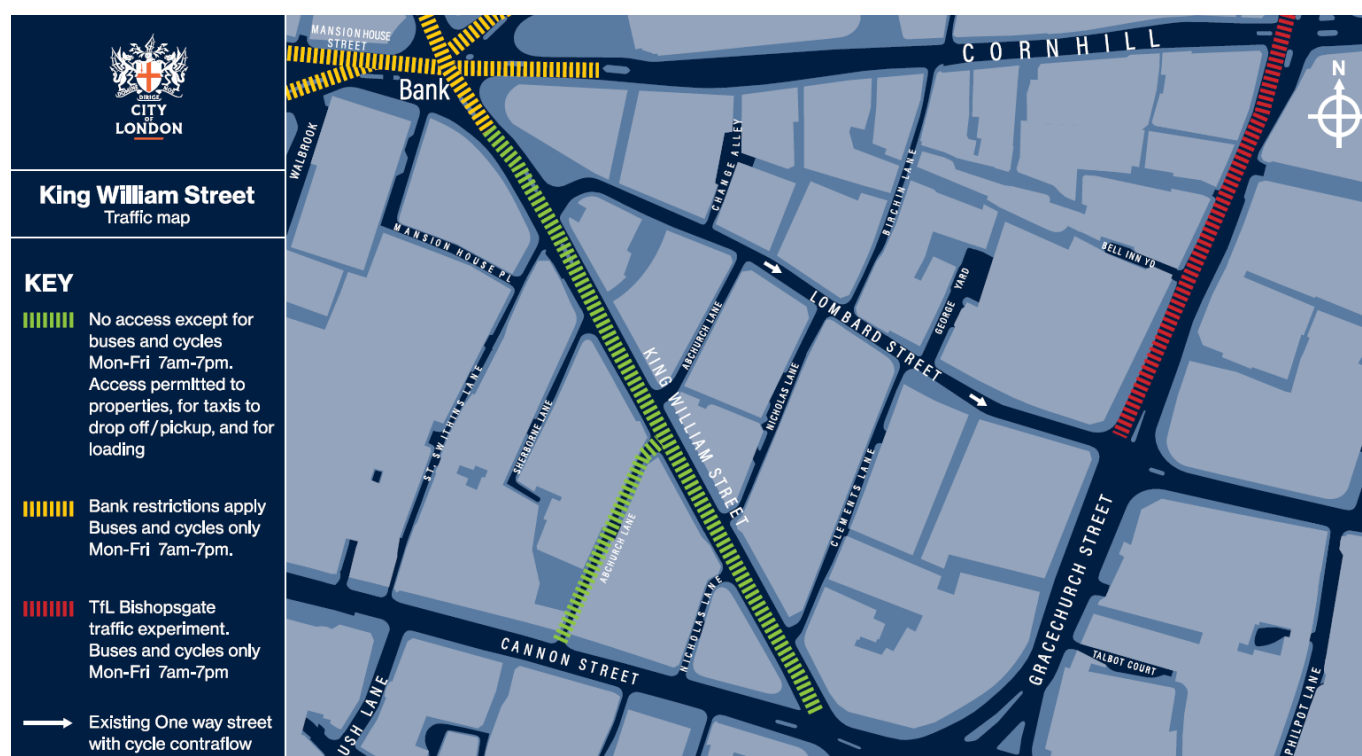 DOMINE
DIRIGE
NOS
CITY
OF
LONDON
King William Street
Traffic map
KEY
No access except for
buses and cycles
Mon-Fri 7am-7pm.
Access permitted to
properties, for taxis to
drop off/pickup, and for
loading
Bank restrictions apply
Buses and cycles only
Mon-Fri 7am-7pm.
TfL Bishopsgate
traffic experiment.
Buses and cycles only
Mon-Fri 7am-7pm
Existing One way street
with cycle contraflow
MANSION HOUSE
STREET
CORNHILL
Bank
N
WALBROOK
CHANGE ALLEY
BIRCHIN LANE
MANSION HOUSE PL
BELL INN YD
GEORGE YARD
LOMBARD STREET
ABCHURCH LANE
KING WILLIAM STREET
NICHOLAS LANE
ST. SWITHINS LANE
SHERBORNE LANE
CLEMENTS LANE
ABCHURCH LANE
GRACECHURCH STREET
NICHOLAS LANE
CANNON STREET
TALBOT COURT
PHILPOT LANE
USH LANE